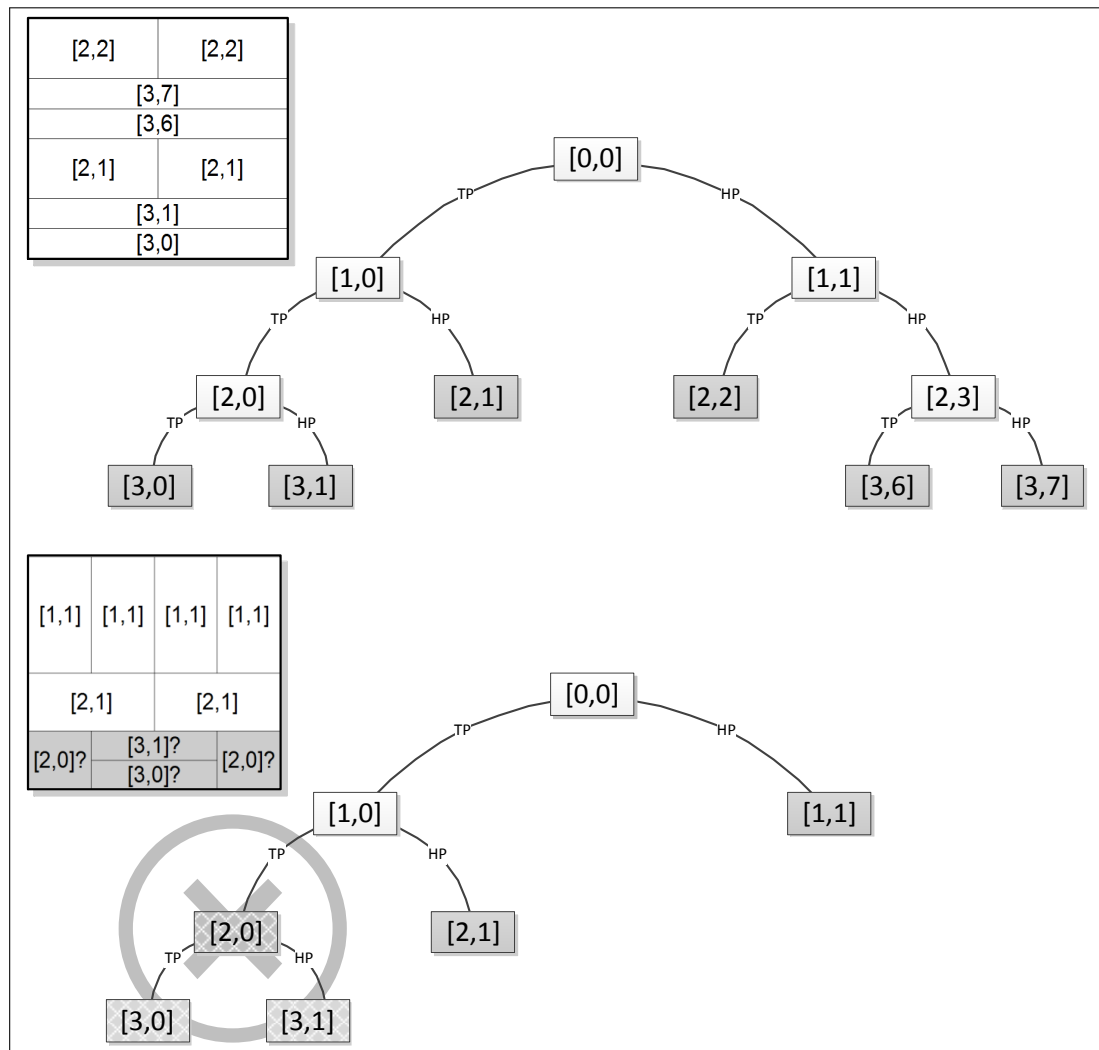 [2,2] [2,2]
[3,7]
[3,6]
[2,1] [2,1]
[3,1]
[3,0]
[0,0]
TP HP
[1,0] [1,1]
TP HP TP HP
[2,0] [2,1] [2,2] [2,3]
TP HP TP HP
[3,0] [3,1] [3,6] [3,7]
[1,1] [1,1] [1,1] [1,1]
[2,1] [2,1]
[2,0]? [3,1]? [2,0]?
[3,0]?
[0,0]
TP HP
[1,0] [1,1]
TP HP
[2,0] [2,1]
TP HP
[3,0] [3,1]